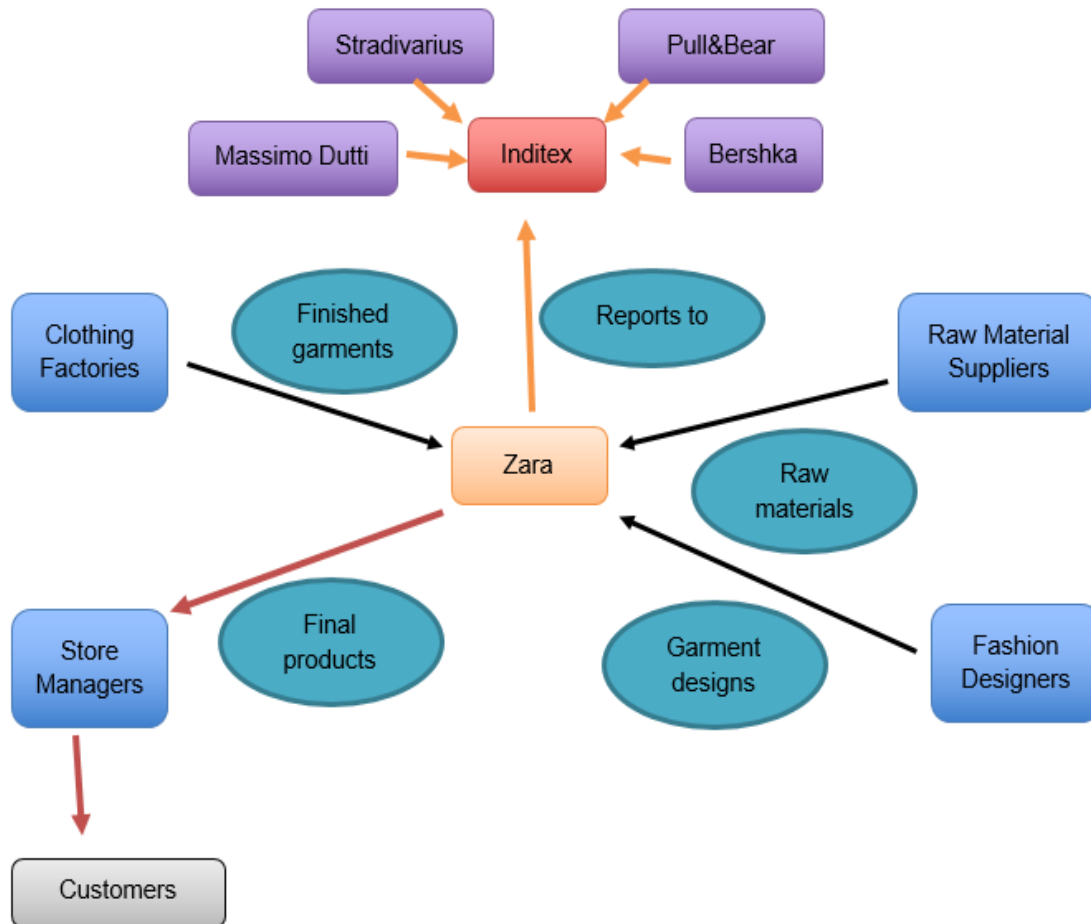 Stradivarius
Pull&Bear
Massimo Dutti
Inditex
Bershka
Clothing
Factories
Finished
garments
Reports to
Raw Material
Suppliers
Zara
Raw
materials
Store
Managers
Final
products
Garment
designs
Fashion
Designers
Customers